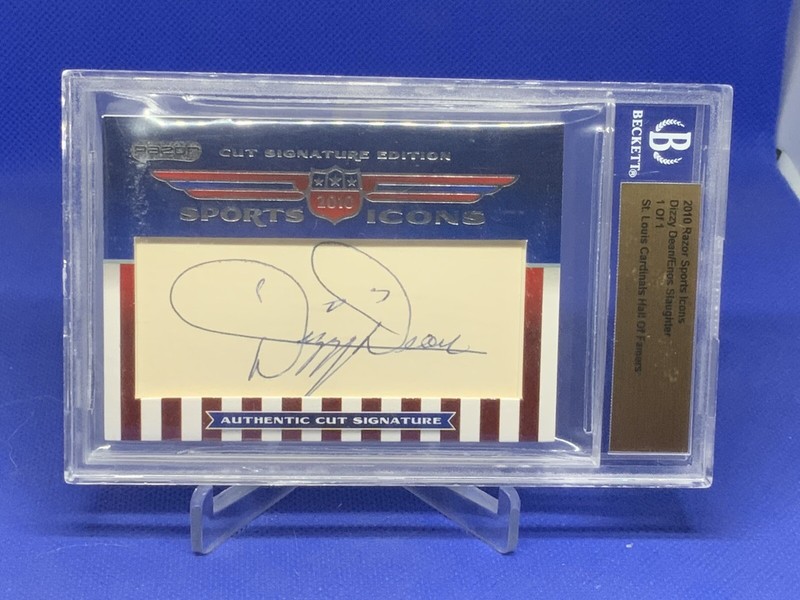 RAZOR
CUT SIGNATURE EDITION
2010
SPORTS ICONS
"Dizzy" Dean
AUTHENTIC CUT SIGNATURE
B
BECKETT®
2010 Razor Sports Icons
Dizzy Dean/Enos Slaughter
1 Of 1
St. Louis Cardinals Hall Of Famers